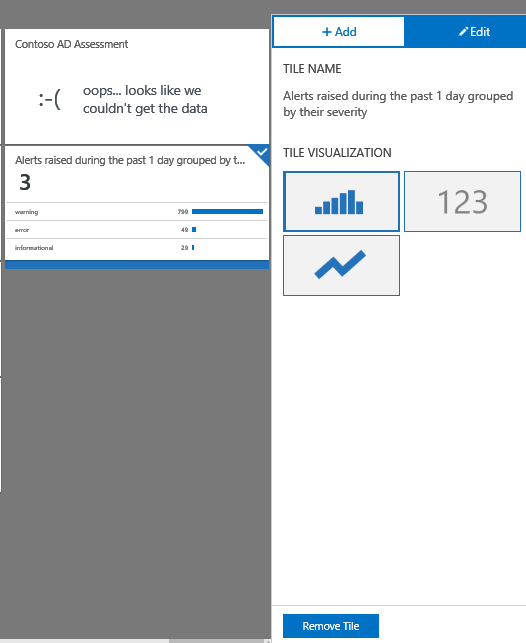 Contoso AD Assessment
:-(
oops... looks like we
couldn't get the data
Alerts raised during the past 1 day grouped by t...
3
warning 799
error 49
informational 29
+ Add
Edit
TILE NAME
Alerts raised during the past 1 day grouped
by their severity
TILE VISUALIZATION
123
Remove Tile